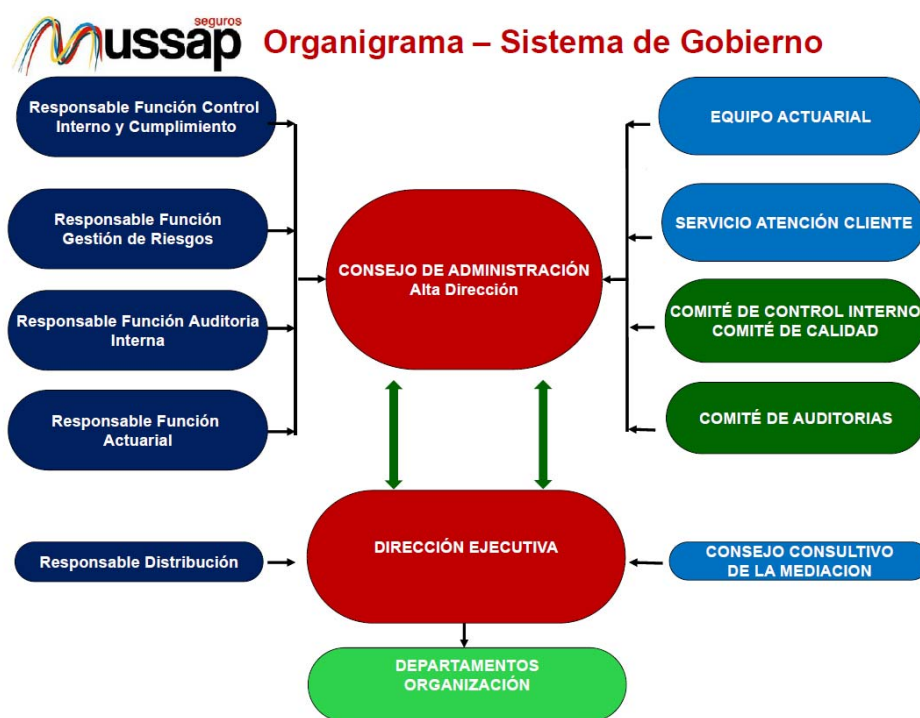 seguros
Mussap
Organigrama – Sistema de Gobierno
Responsable Función Control
Interno y Cumplimiento
EQUIPO ACTUARIAL
Responsable Función
Gestión de Riesgos
SERVICIO ATENCIÓN CLIENTE
CONSEJO DE ADMINISTRACIÓN
Alta Dirección
Responsable Función Auditoria
Interna
COMITÉ DE CONTROL INTERNO
COMITÉ DE CALIDAD
Responsable Función
Actuarial
COMITÉ DE AUDITORIAS
Responsable Distribución
DIRECCIÓN EJECUTIVA
CONSEJO CONSULTIVO
DE LA MEDIACION
DEPARTAMENTOS
ORGANIZACIÓN